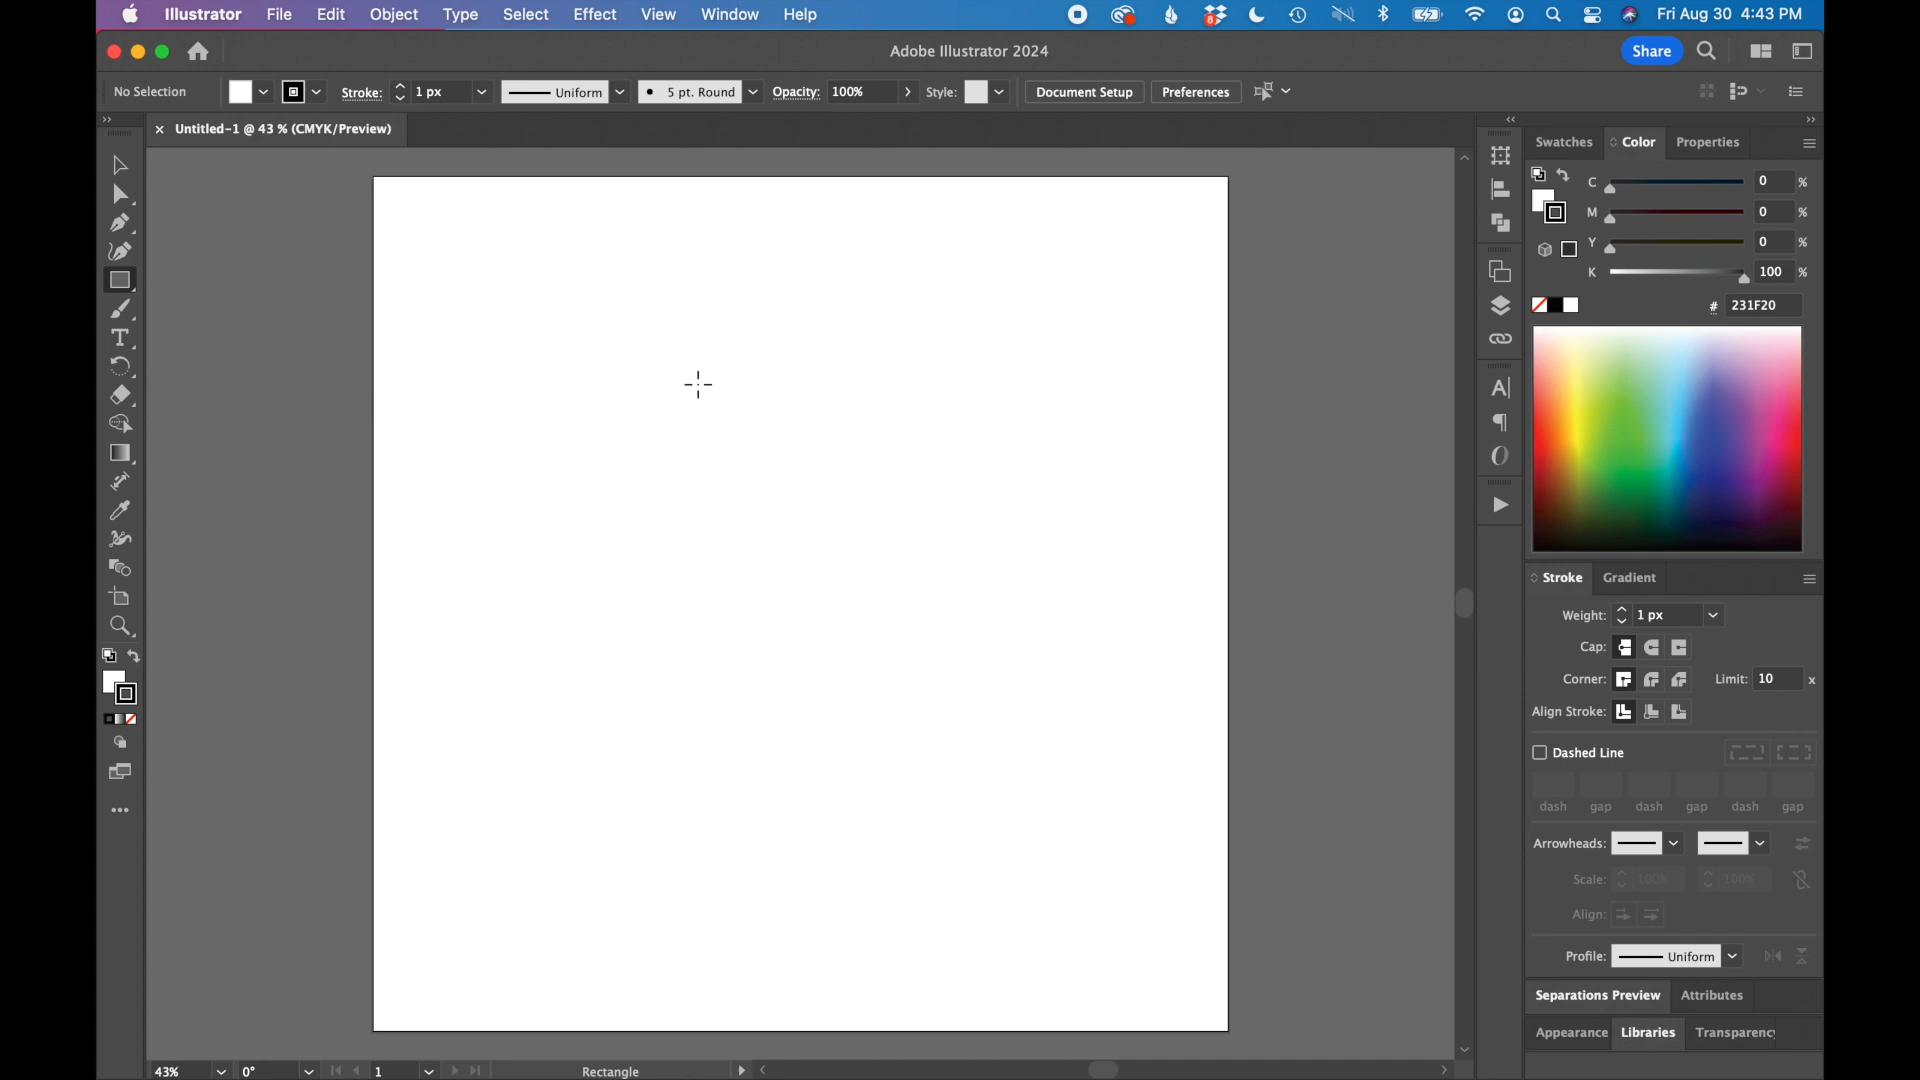 Illustrator File Edit Object Type Select Effect View Window Help 8 Fri Aug 30 4:43 PM
Adobe Illustrator 2024 Share
No Selection Stroke: 1 px Uniform 5 pt. Round Opacity: 100% Style: Document Setup Preferences
Untitled-1 @ 43 % (CMYK/Preview)
Swatches Color Properties
C 0 %
M 0 %
Y 0 %
K 100 %
# 231F20
Stroke Gradient
Weight: 1 px
Cap:
Corner: Limit: 10 x
Align Stroke:
Dashed Line
dash gap dash gap dash gap
Arrowheads:
Scale: 100% 100%
Align:
Profile: Uniform
Separations Preview Attributes
Appearance Libraries Transparenc
43% 0° 1 Rectangle